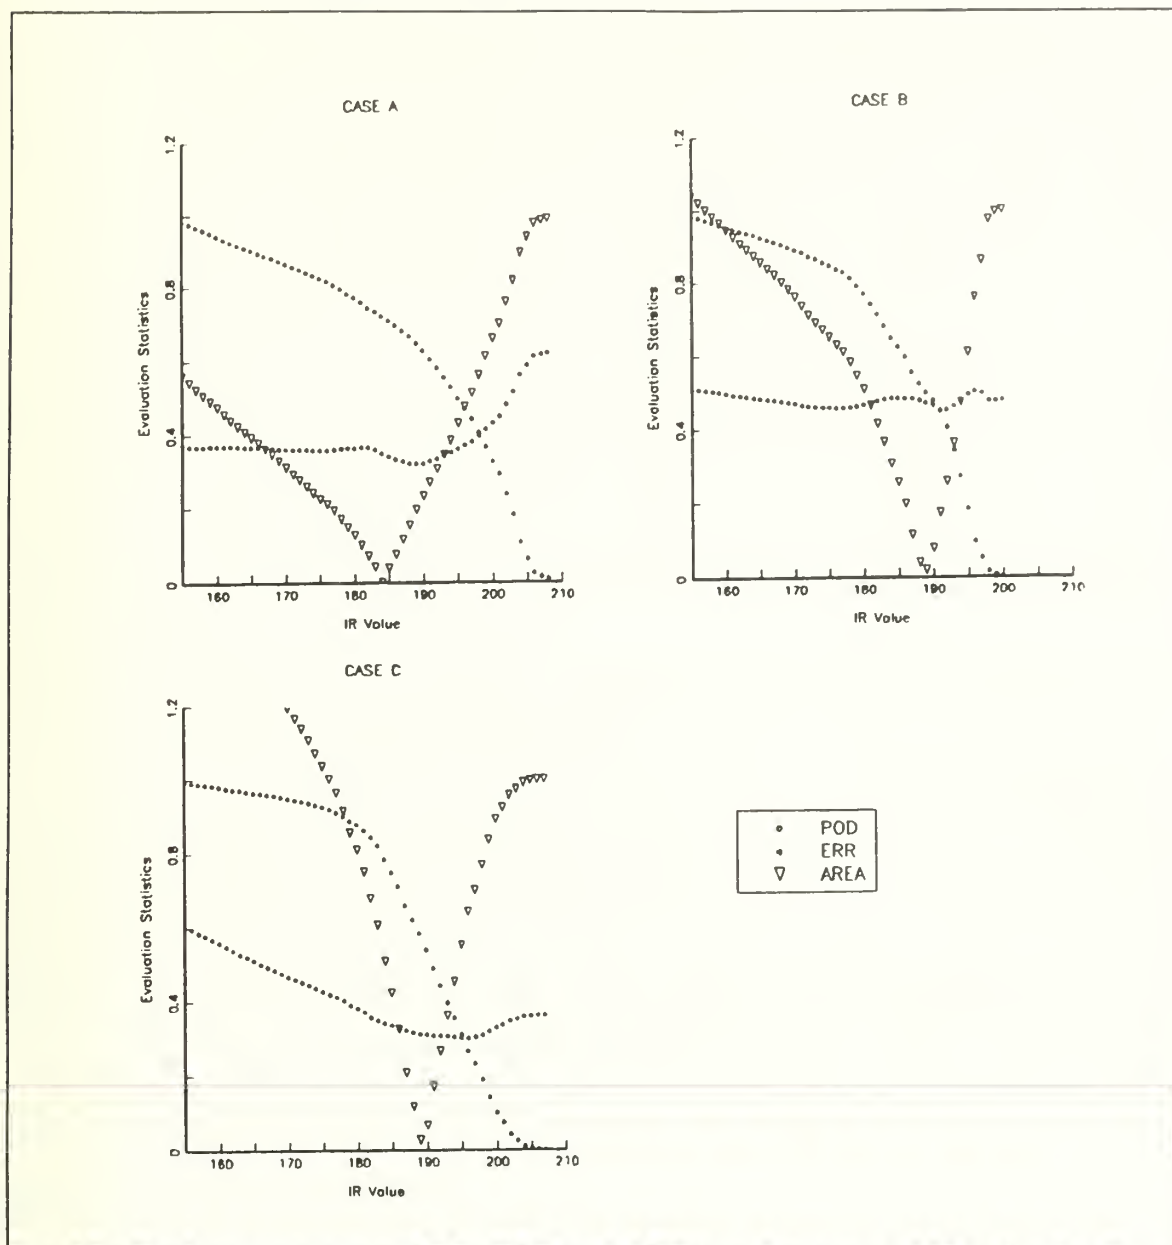 CASE A
Evaluation Statistics
0 0.4 0.8 1.2
160 170 180 190 200 210
IR Value
CASE B
Evaluation Statistics
0 0.4 0.8 1.2
160 170 180 190 200 210
IR Value
CASE C
Evaluation Statistics
0 0.4 0.8 1.2
160 170 180 190 200 210
IR Value
POD
ERR
AREA